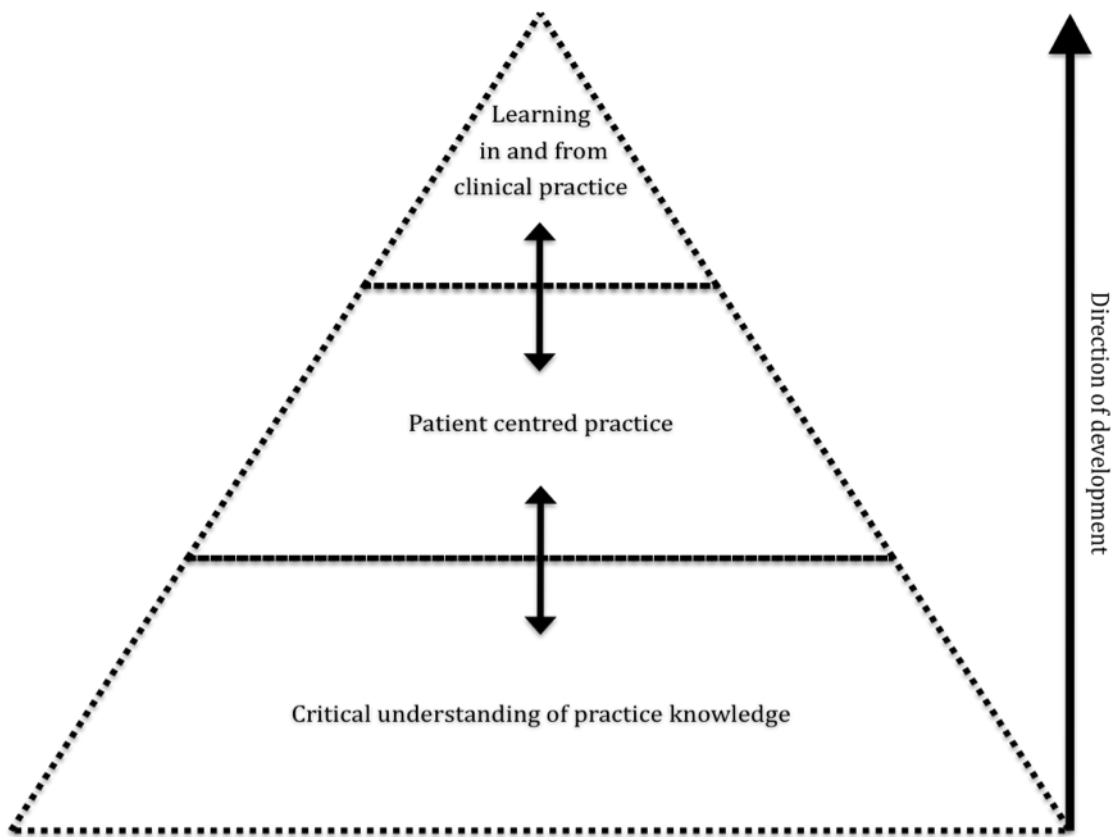 Learning
in and from
clinical practice
Patient centred practice
Critical understanding of practice knowledge
Direction of development